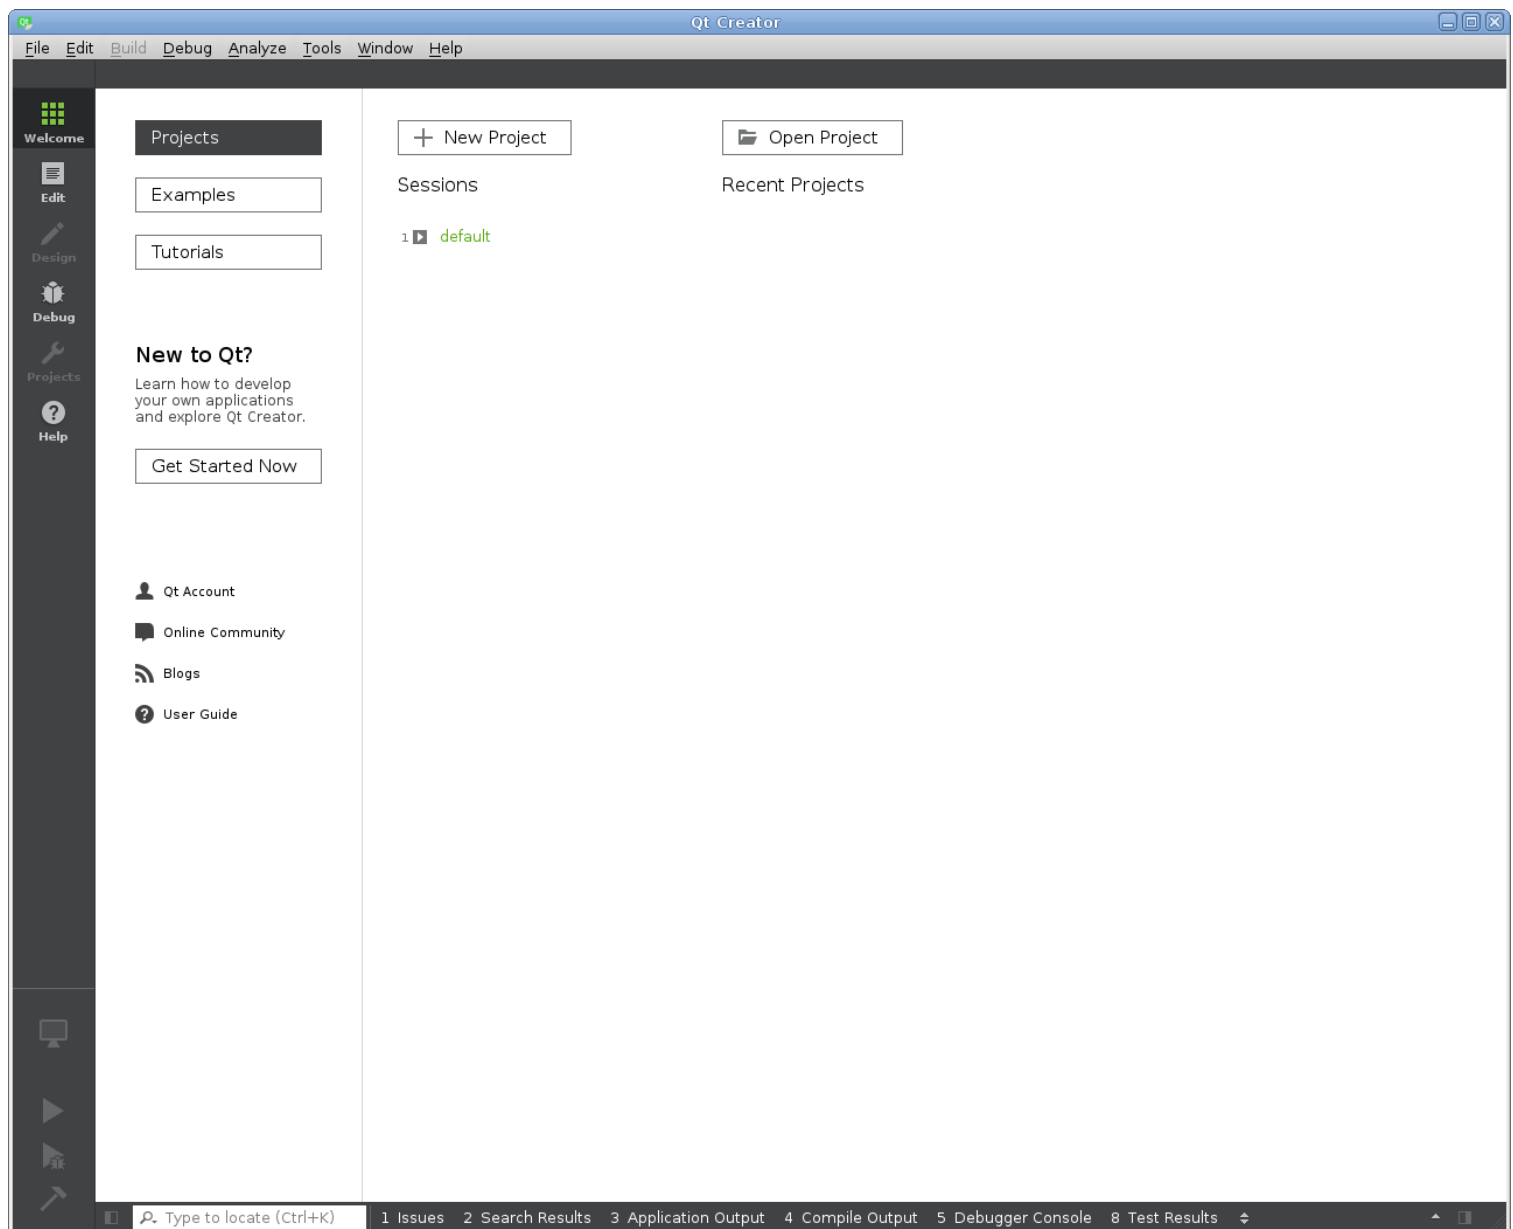 Qt Creator
File Edit Build Debug Analyze Tools Window Help
Welcome
Edit
Design
Debug
Projects
Help
Projects
Examples
Tutorials
New to Qt?
Learn how to develop
your own applications
and explore Qt Creator.
Get Started Now
Qt Account
Online Community
Blogs
User Guide
New Project
Open Project
Sessions
Recent Projects
1 default
Type to locate (Ctrl+K)
1 Issues 2 Search Results 3 Application Output 4 Compile Output 5 Debugger Console 8 Test Results